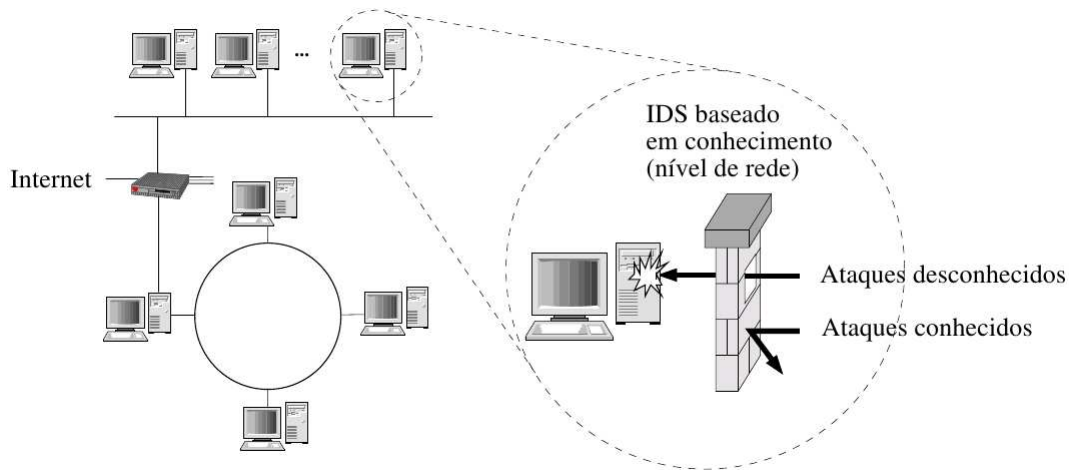 ...
IDS baseado
em conhecimento
(nível de rede)
Internet
Ataques desconhecidos
Ataques conhecidos